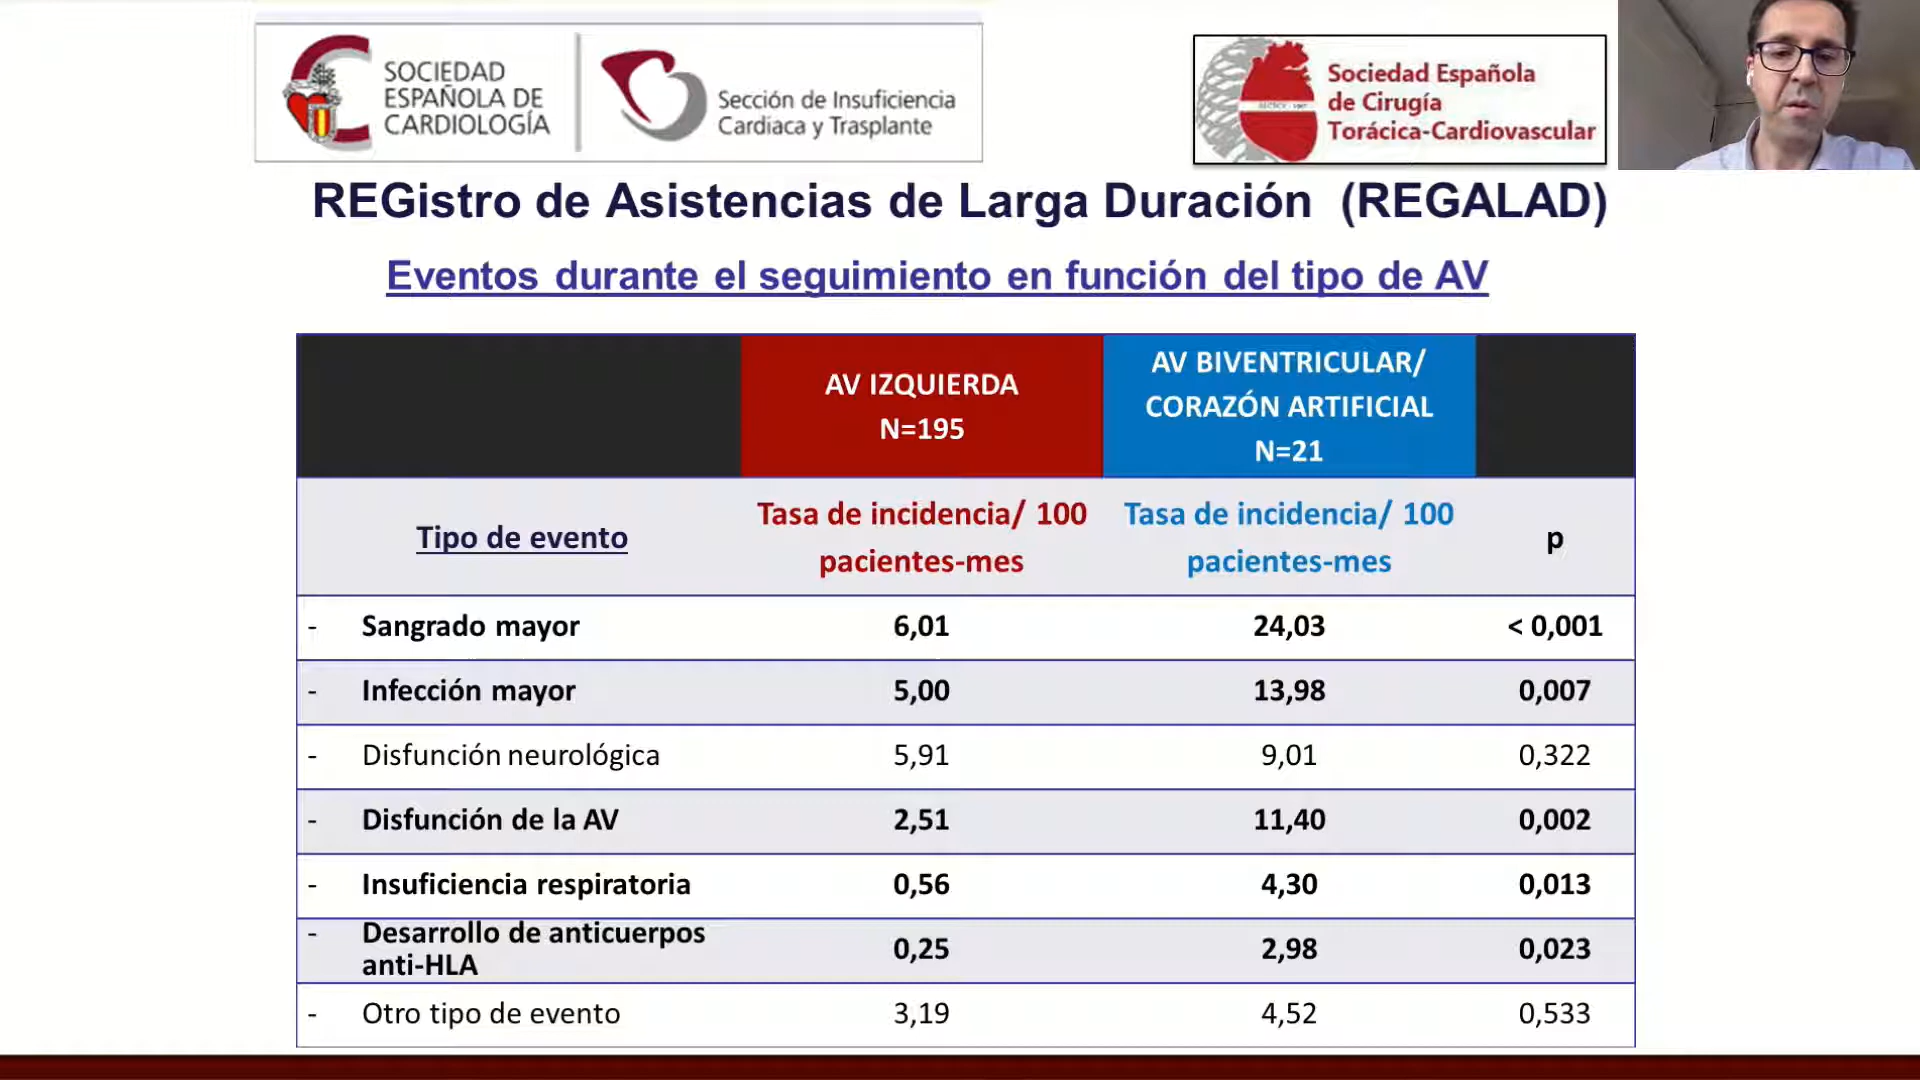 SOCIEDAD
ESPAÑOLA DE
CARDIOLOGÍA
Sección de Insuficiencia
Cardiaca y Trasplante
Sociedad Española
de Cirugía
Torácica-Cardiovascular
REGistro de Asistencias de Larga Duración (REGALAD)
Eventos durante el seguimiento en función del tipo de AV
AV IZQUIERDA
N=195
AV BIVENTRICULAR/
CORAZÓN ARTIFICIAL
N=21
Tipo de evento
Tasa de incidencia/ 100
pacientes-mes
Tasa de incidencia/ 100
pacientes-mes
p
- Sangrado mayor 6,01 24,03 < 0,001
- Infección mayor 5,00 13,98 0,007
- Disfunción neurológica 5,91 9,01 0,322
- Disfunción de la AV 2,51 11,40 0,002
- Insuficiencia respiratoria 0,56 4,30 0,013
- Desarrollo de anticuerpos
anti-HLA 0,25 2,98 0,023
- Otro tipo de evento 3,19 4,52 0,533